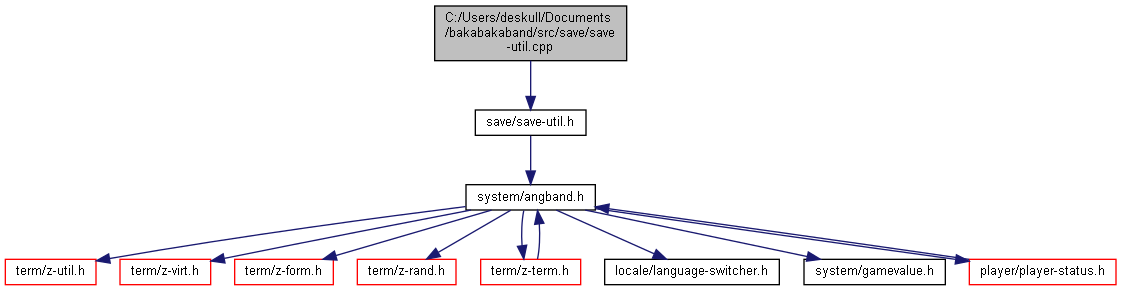 C:/Users/deskull/Documents
/bakabakaband/src/save/save
-util.cpp
save/save-util.h
system/angband.h
term/z-util.h
term/z-virt.h
term/z-form.h
term/z-rand.h
term/z-term.h
locale/language-switcher.h
system/gamevalue.h
player/player-status.h